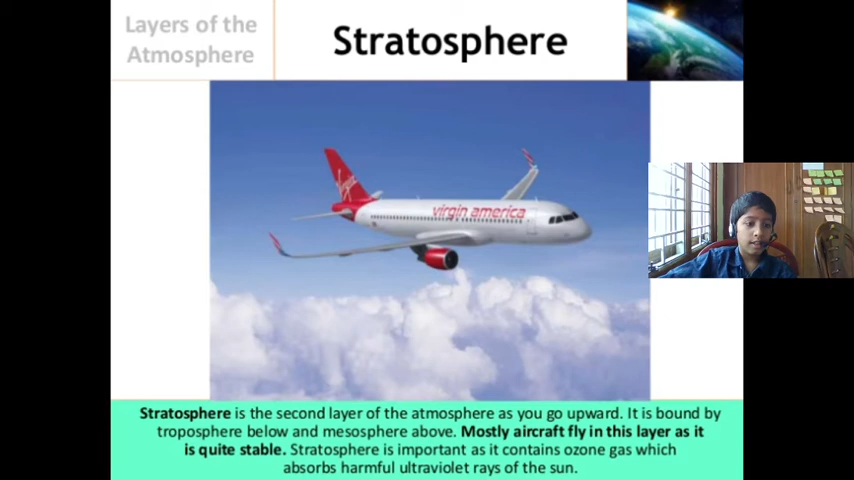 Layers of the
Atmosphere
Stratosphere
virgin america
Stratosphere is the second layer of the atmosphere as you go upward. It is bound by
troposphere below and mesosphere above. Mostly aircraft fly in this layer as it
is quite stable. Stratosphere is important as it contains ozone gas which
absorbs harmful ultraviolet rays of the sun.